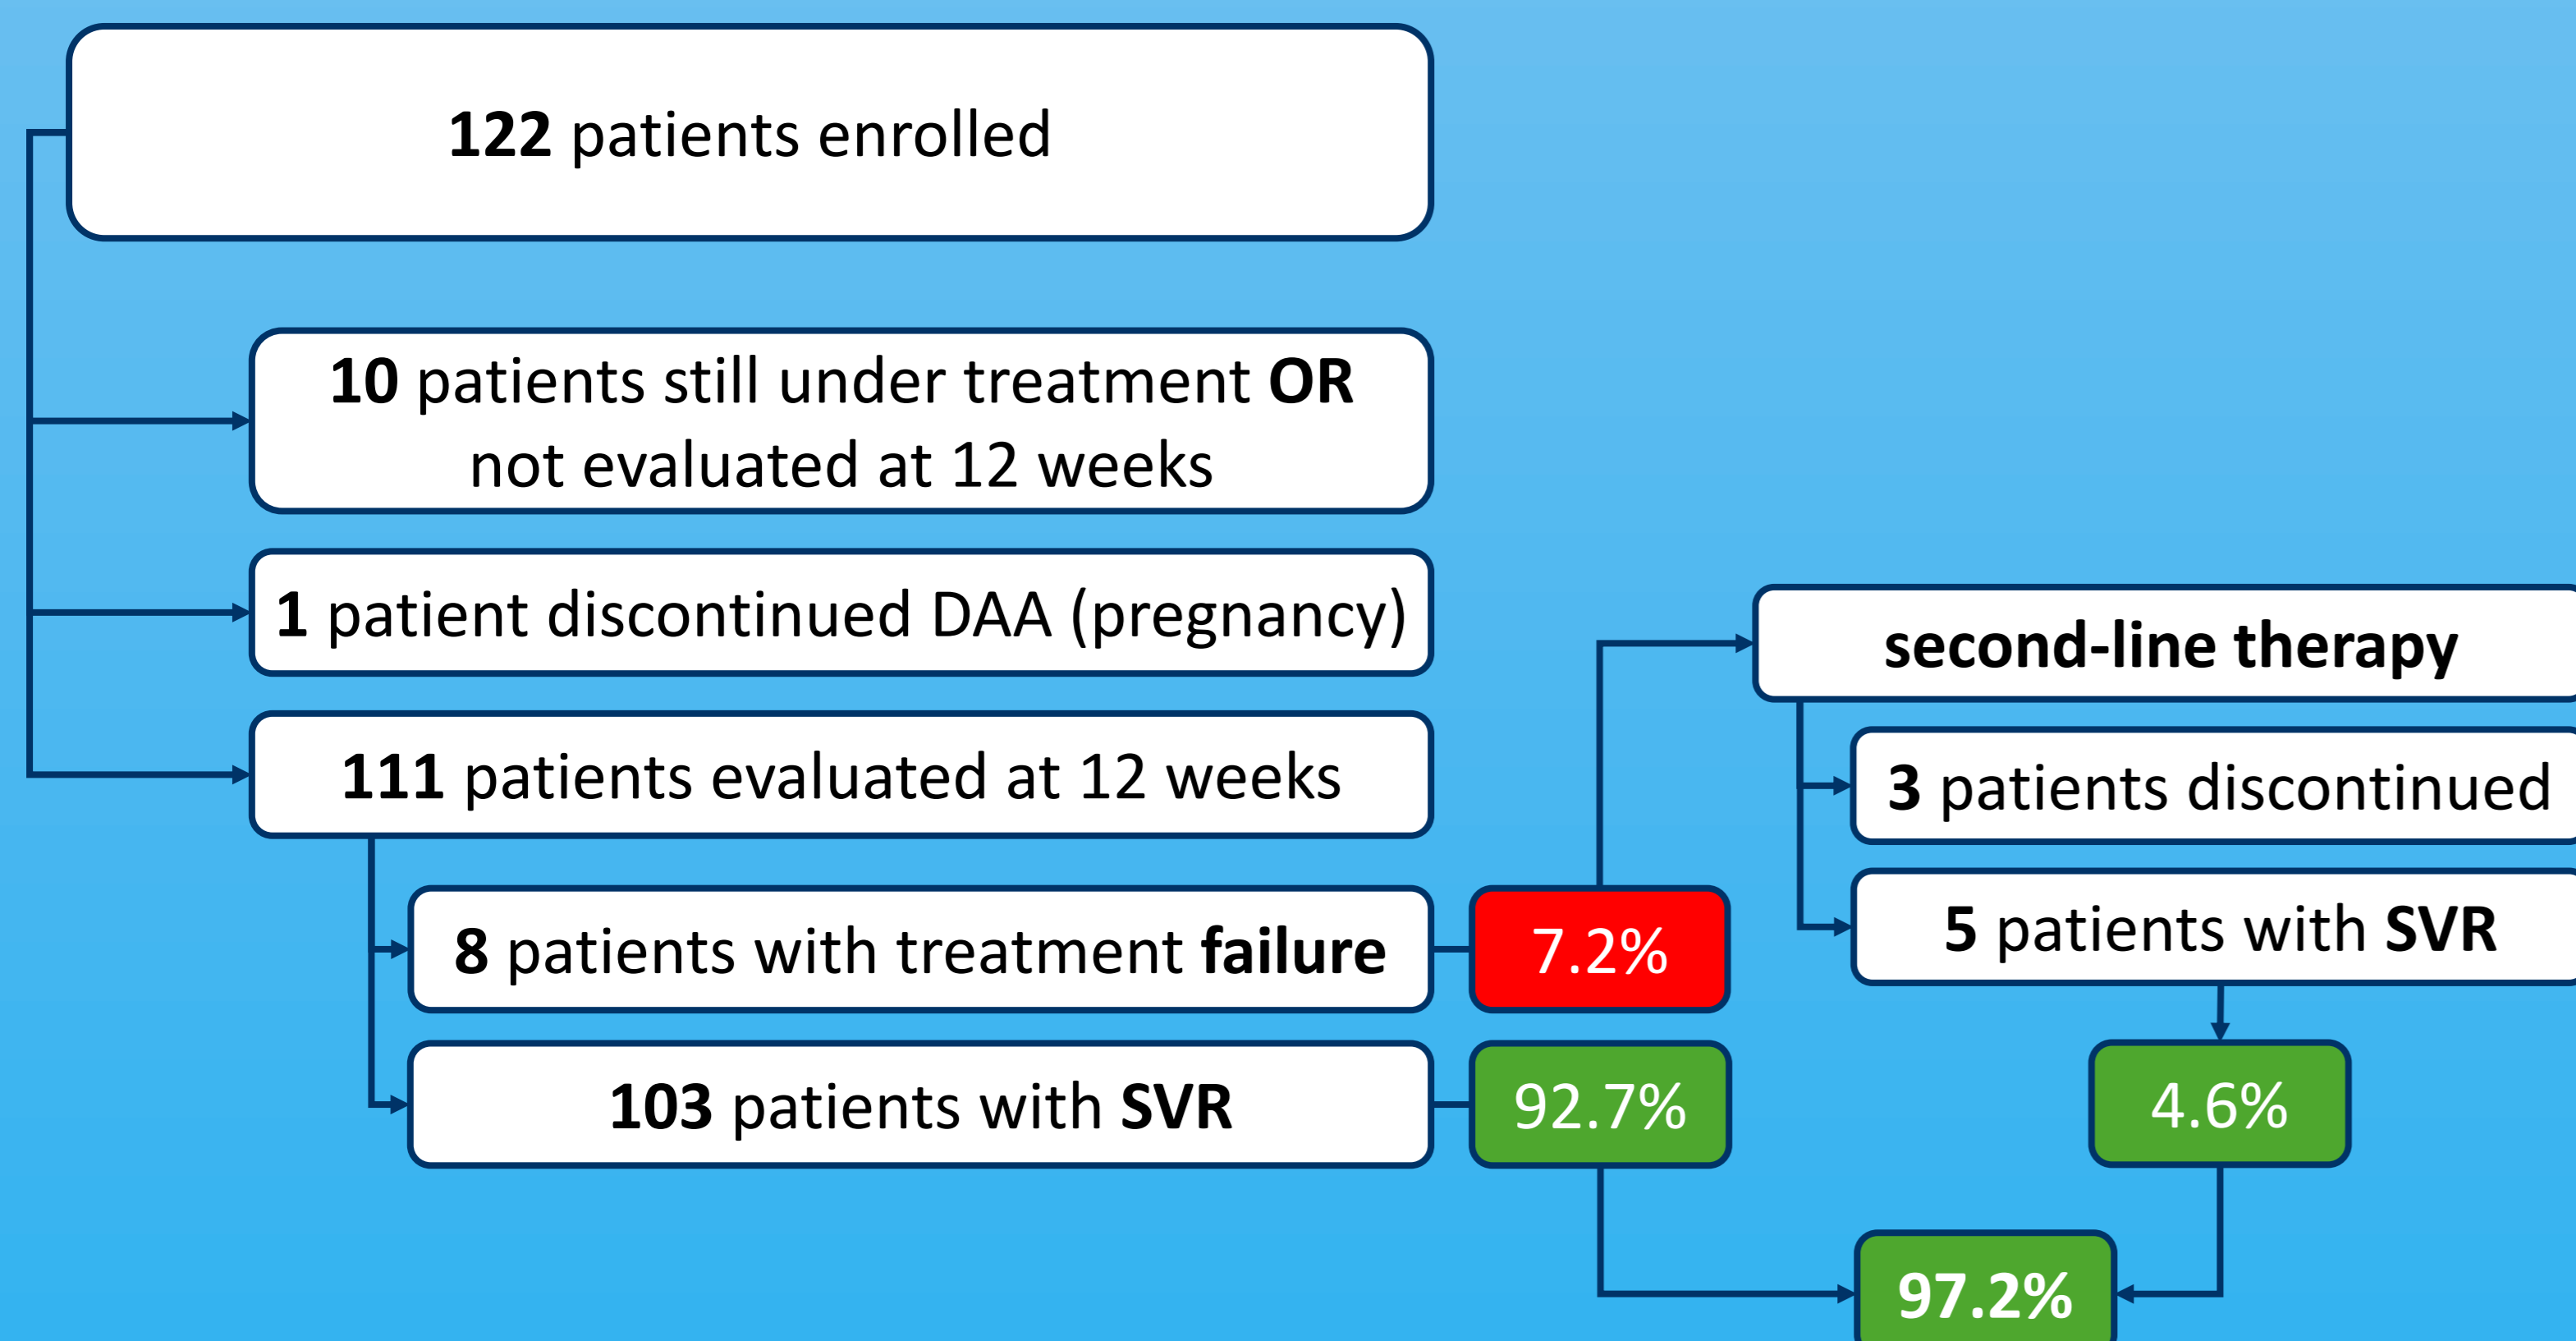 122 patients enrolled
10 patients still under treatment OR
not evaluated at 12 weeks
1 patient discontinued DAA (pregnancy)
111 patients evaluated at 12 weeks
8 patients with treatment failure
7.2%
103 patients with SVR
92.7%
second-line therapy
3 patients discontinued
5 patients with SVR
4.6%
97.2%